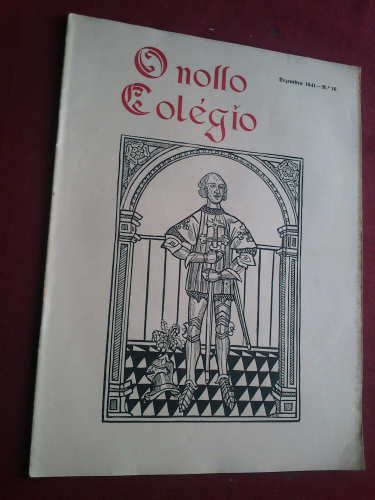 O noſſo
Colégio
Dezembro 1941 — N.º 16